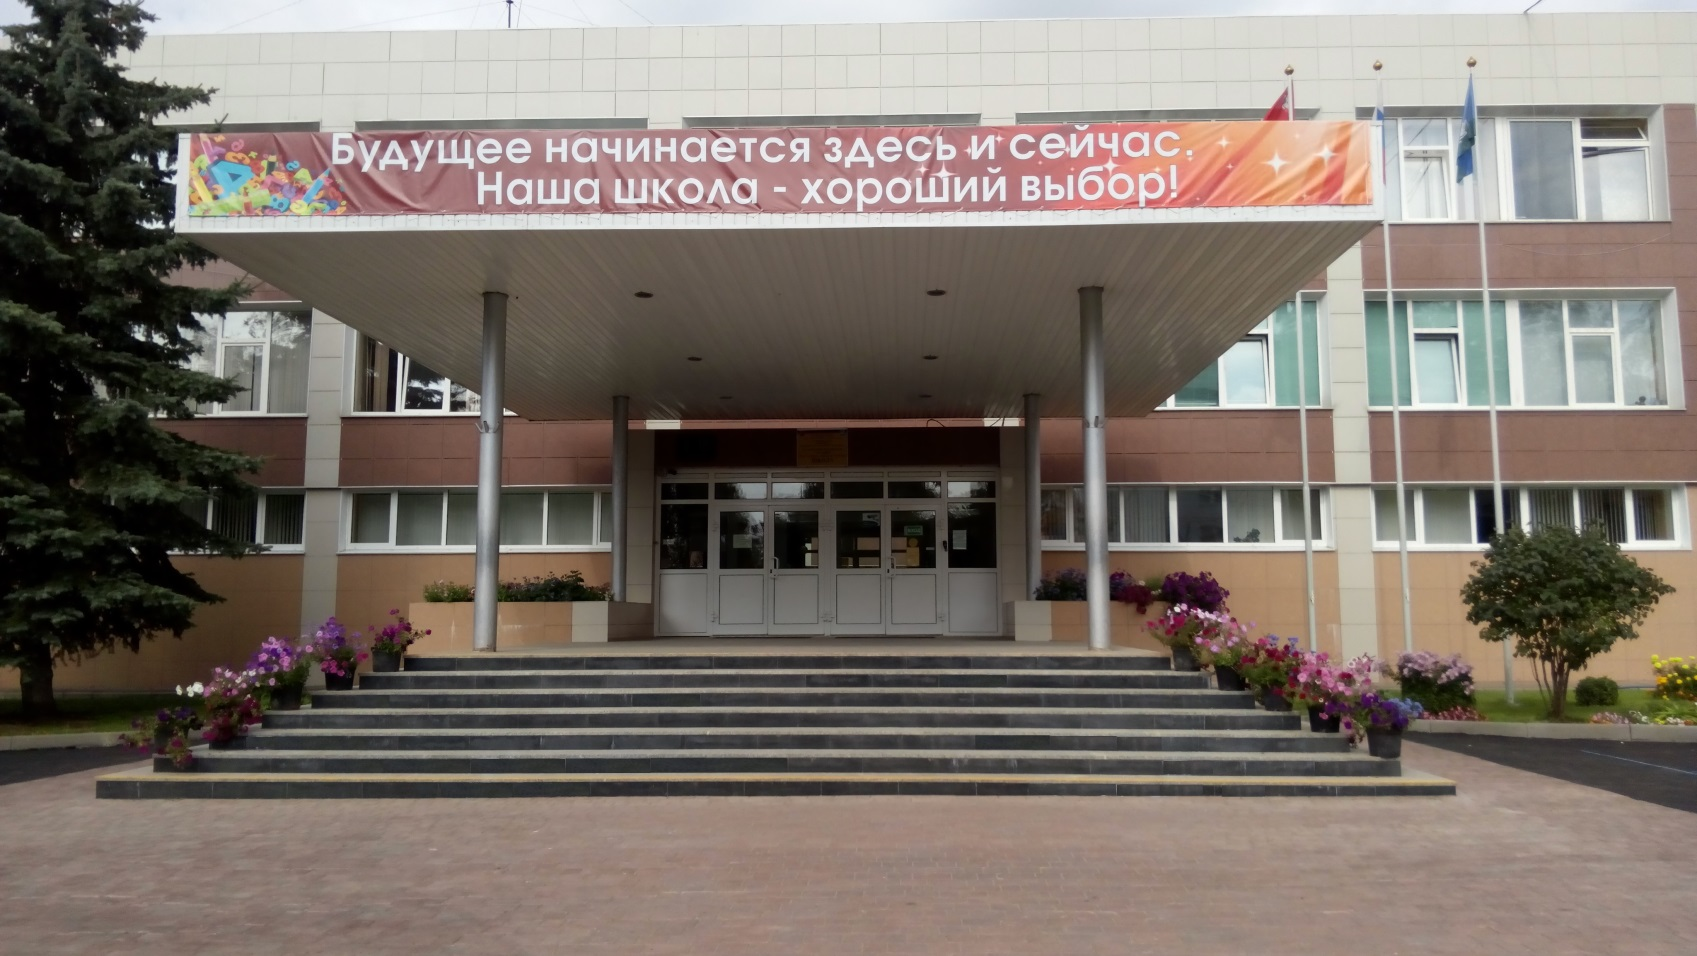 Будущее начинается здесь и сейчас.
Наша школа - хороший выбор!